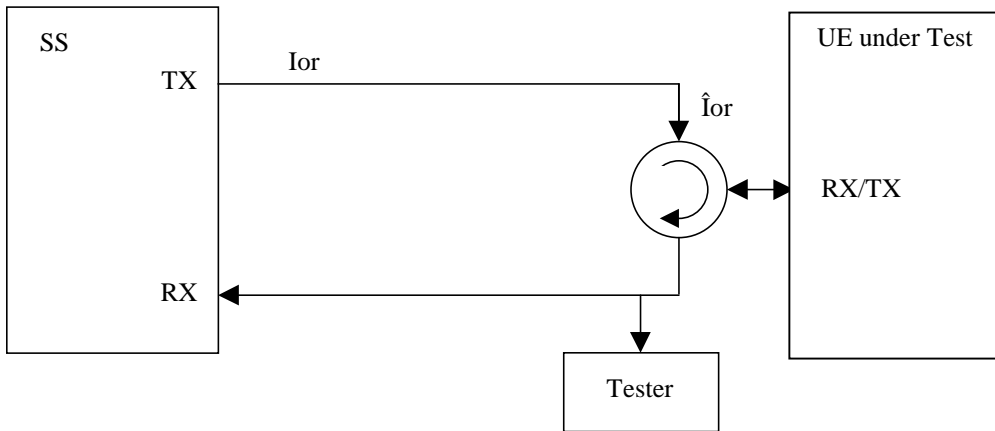 SS
UE under Test
TX
Ior
Îor
RX/TX
RX
Tester